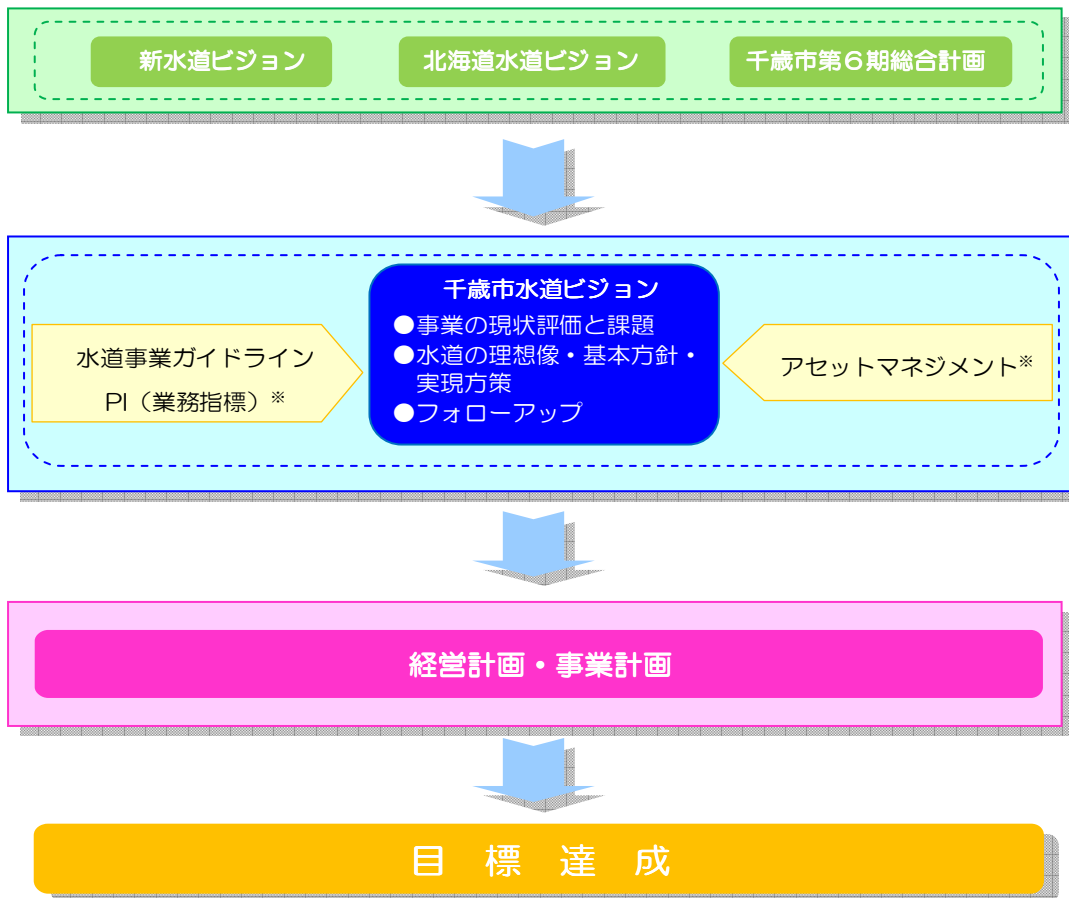 新水道ビジョン
北海道水道ビジョン
千歳市第6期総合計画
千歳市水道ビジョン
●事業の現状評価と課題
●水道の理想像・基本方針・
実現方策
●フォローアップ
水道事業ガイドライン
PI（業務指標）※
アセットマネジメント※
経営計画・事業計画
目 標 達 成